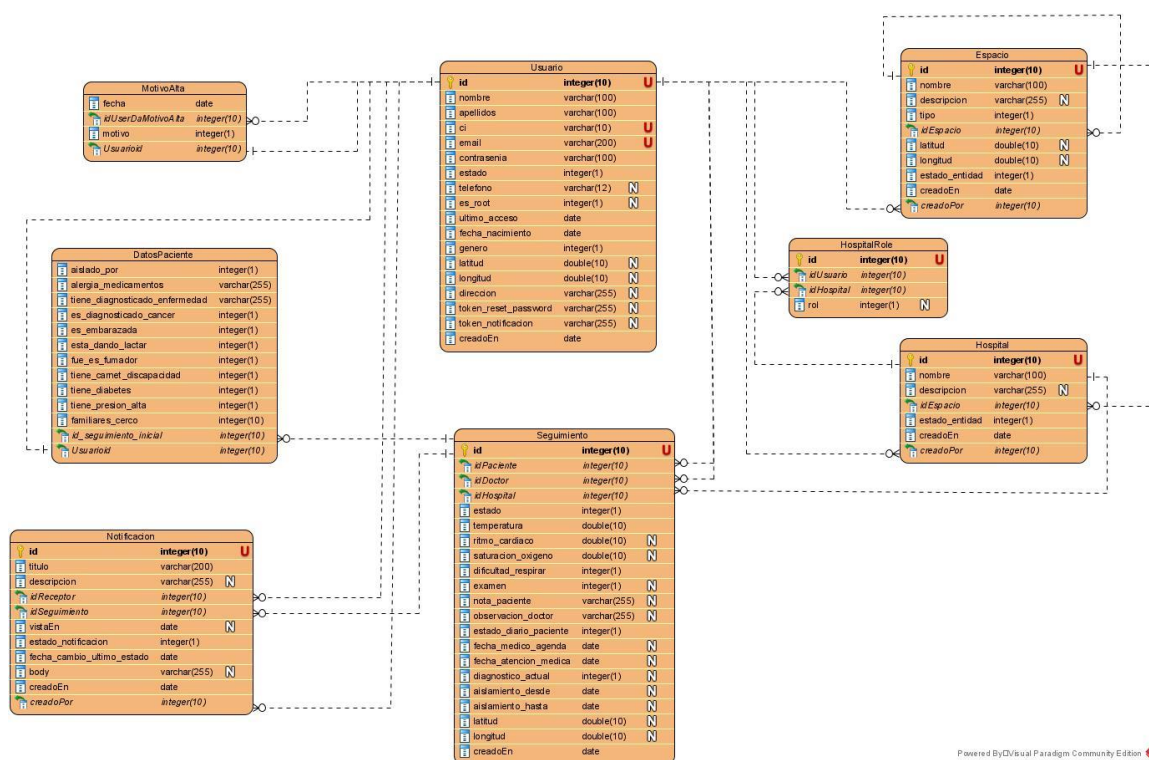 MotivoAlta
fecha date
idUserDaMotivoAlta integer(10)
motivo integer(1)
Usuarioid integer(10)
Usuario
id integer(10) U
nombre varchar(100)
apellidos varchar(100)
ci varchar(10) U
email varchar(200) U
contrasenia varchar(100)
estado integer(1)
telefono varchar(12) N
es_root integer(1) N
ultimo_acceso date
fecha_nacimiento date
genero integer(1)
latitud double(10) N
longitud double(10) N
direccion varchar(255) N
token_reset_password varchar(255) N
token_notificacion varchar(255) N
creadoEn date
Espacio
id integer(10) U
nombre varchar(100)
descripcion varchar(255) N
tipo integer(1)
idEspacio integer(10)
latitud double(10) N
longitud double(10) N
estado_entidad integer(1)
creadoEn date
creadoPor integer(10)
DatosPaciente
aislado_por integer(1)
alergia_medicamentos varchar(255)
tiene_diagnosticado_enfermedad varchar(255)
es_diagnosticado_cancer integer(1)
es_embarazada integer(1)
esta_dando_lactar integer(1)
fue_es_fumador integer(1)
tiene_carnet_discapacidad integer(1)
tiene_diabetes integer(1)
tiene_presion_alta integer(1)
familiares_cerco integer(10)
id_seguimiento_inicial integer(10)
Usuarioid integer(10)
HospitalRole
id integer(10) U
idUsuario integer(10)
idHospital integer(10)
rol integer(1) N
Hospital
id integer(10) U
nombre varchar(100)
descripcion varchar(255) N
idEspacio integer(10)
estado_entidad integer(1)
creadoEn date
creadoPor integer(10)
Seguimiento
id integer(10) U
idPaciente integer(10)
idDoctor integer(10)
idHospital integer(10)
estado integer(1)
temperatura double(10)
ritmo_cardiaco double(10) N
saturacion_oxigeno double(10) N
dificultad_respirar integer(1)
examen integer(1) N
nota_paciente varchar(255) N
observacion_doctor varchar(255) N
estado_diario_paciente integer(1)
fecha_medico_agenda date N
fecha_atencion_medica date N
diagnostico_actual integer(1) N
aislamiento_desde date N
aislamiento_hasta date N
latitud double(10) N
longitud double(10) N
creadoEn date
Notificacion
id integer(10) U
titulo varchar(200)
descripcion varchar(255) N
idReceptor integer(10)
idSeguimiento integer(10)
vistaEn date N
estado_notificacion integer(1)
fecha_cambio_ultimo_estado date
body varchar(255) N
creadoEn date
creadoPor integer(10)
Powered By Visual Paradigm Community Edition